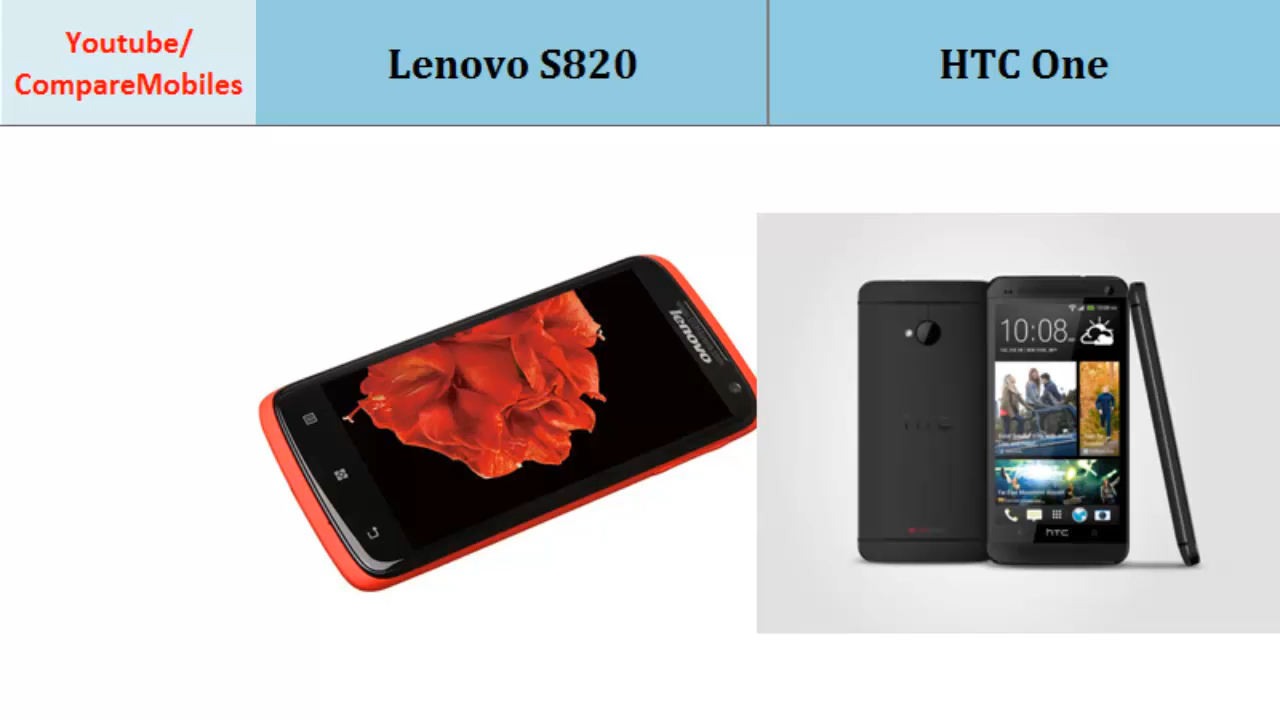 Youtube/
CompareMobiles
Lenovo S820
HTC One
lenovo
10:08
hTC